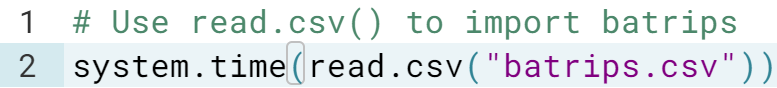 1 # Use read.csv() to import batrips
2 system.time(read.csv("batrips.csv"))